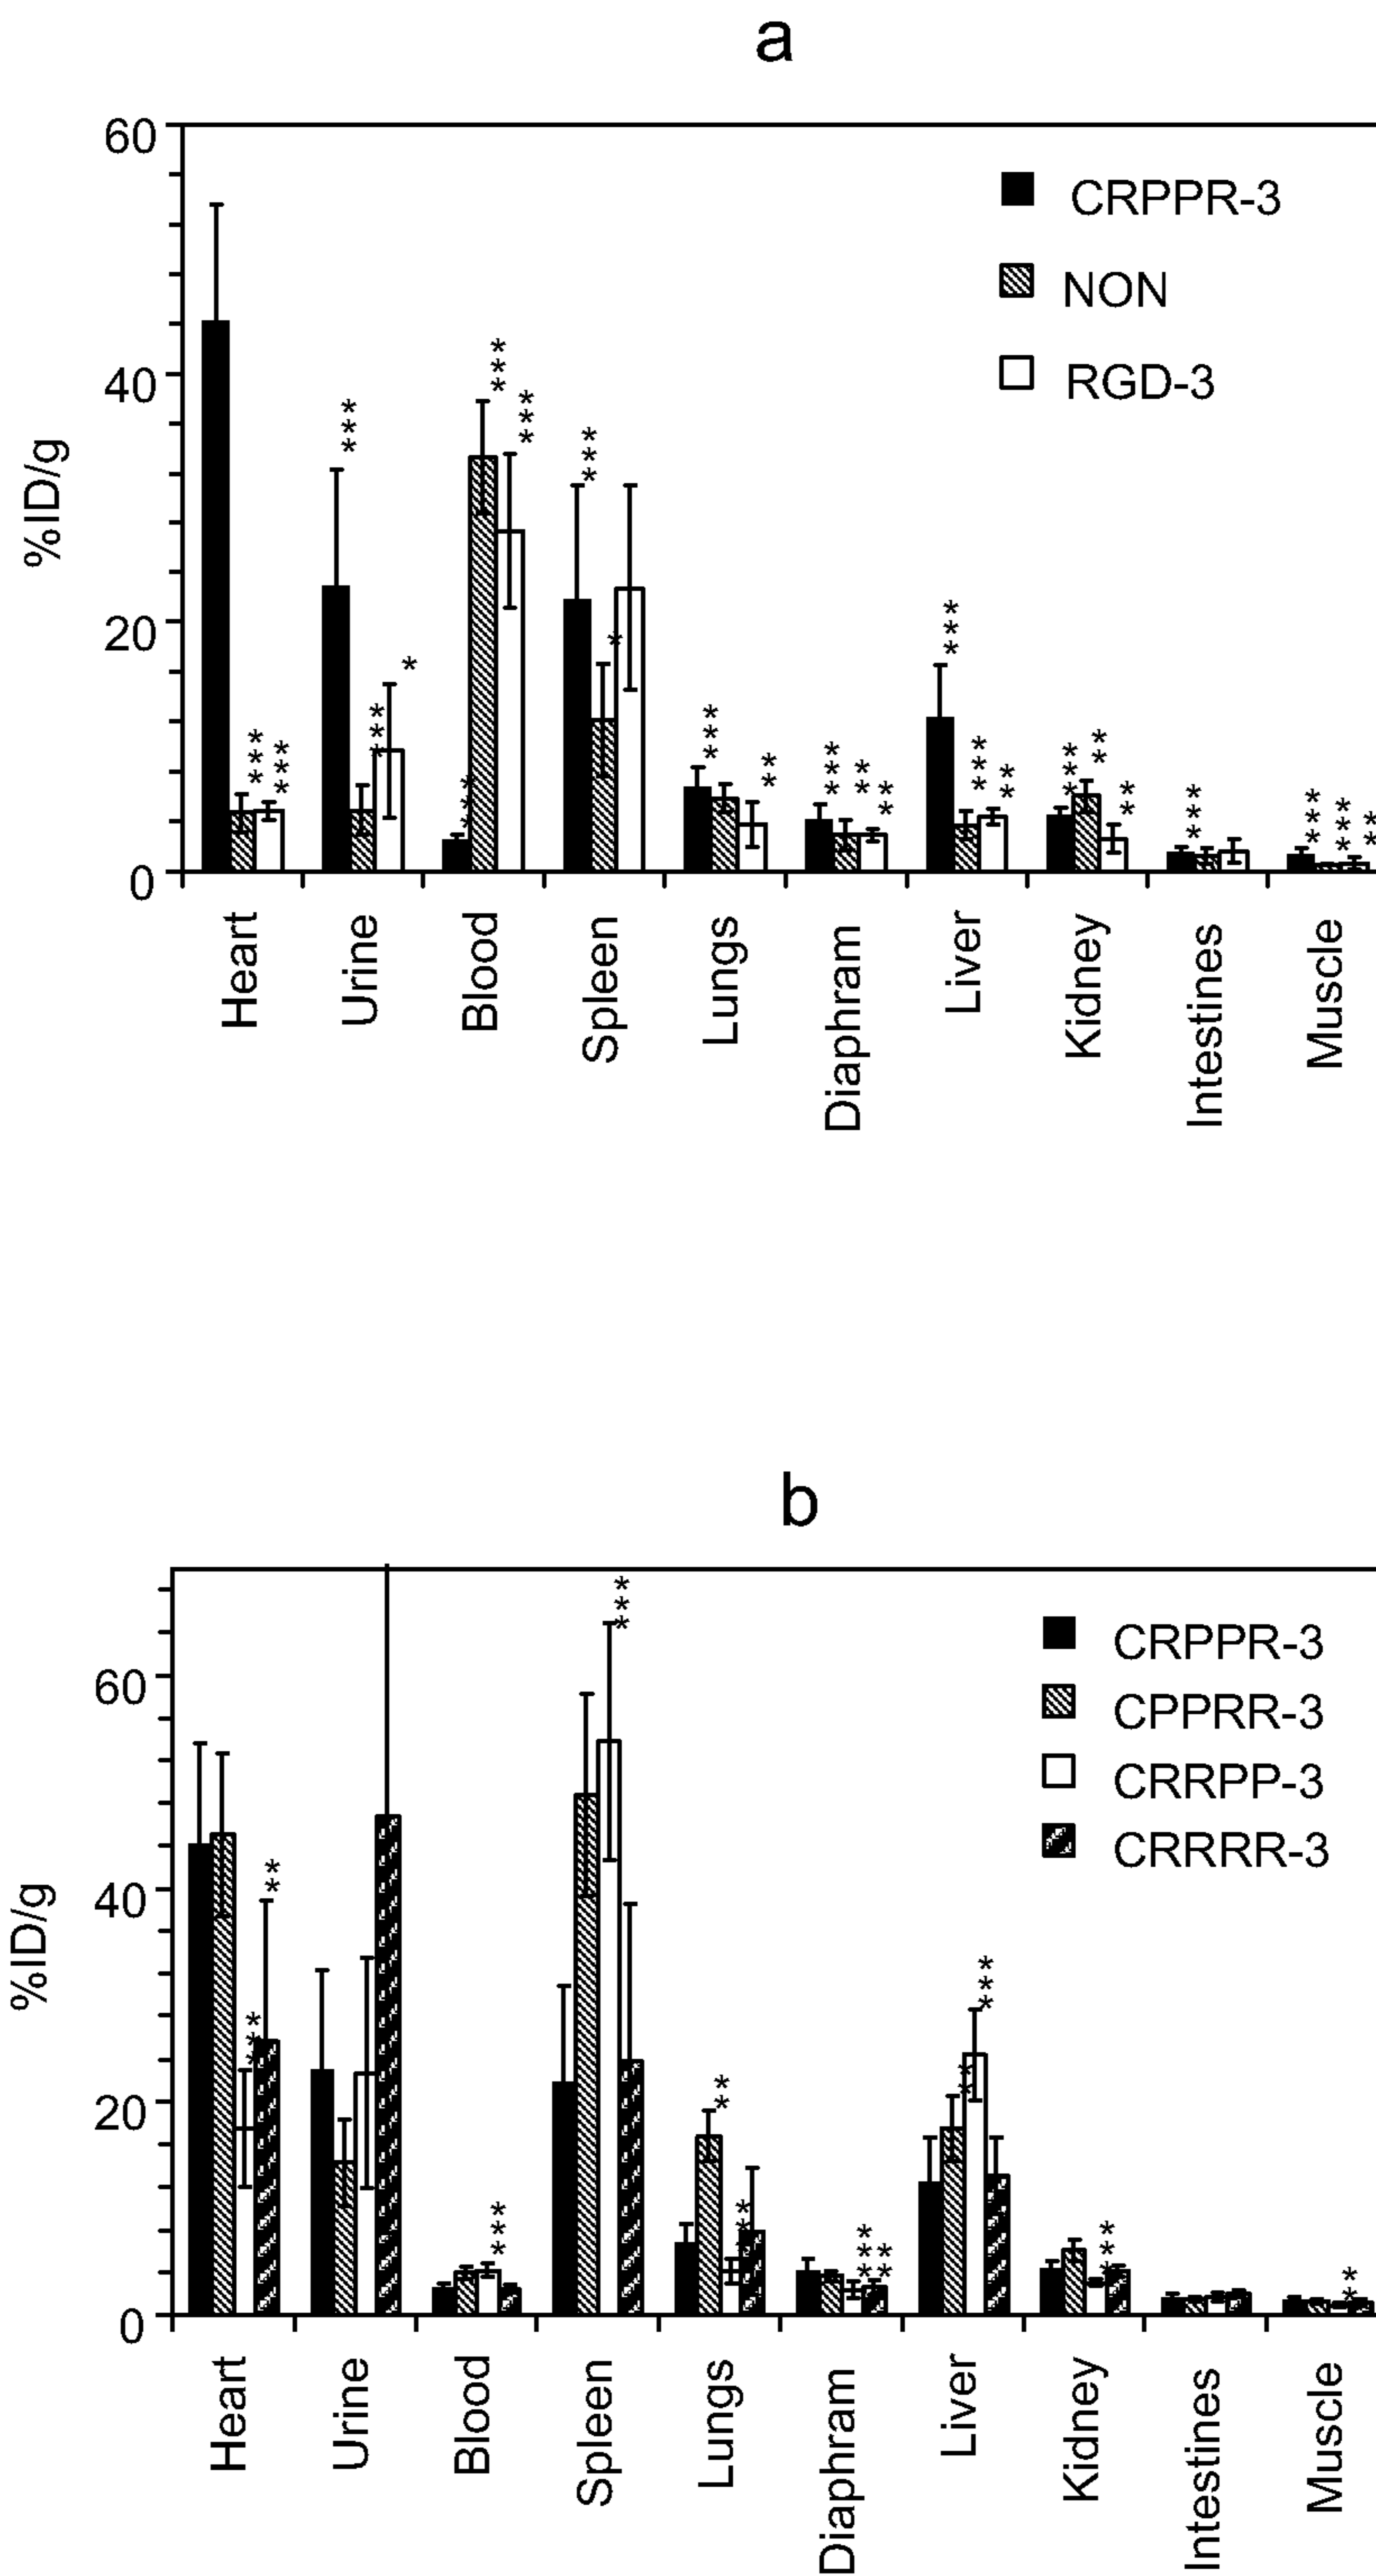 a
60
40
20
0
%ID/g
CRPPR-3
NON
RGD-3
Heart
Urine
Blood
Spleen
Lungs
Diaphram
Liver
Kidney
Intestines
Muscle
b
60
40
20
0
%ID/g
CRPPR-3
CPPRR-3
CRRPP-3
CRRRR-3
Heart
Urine
Blood
Spleen
Lungs
Diaphram
Liver
Kidney
Intestines
Muscle